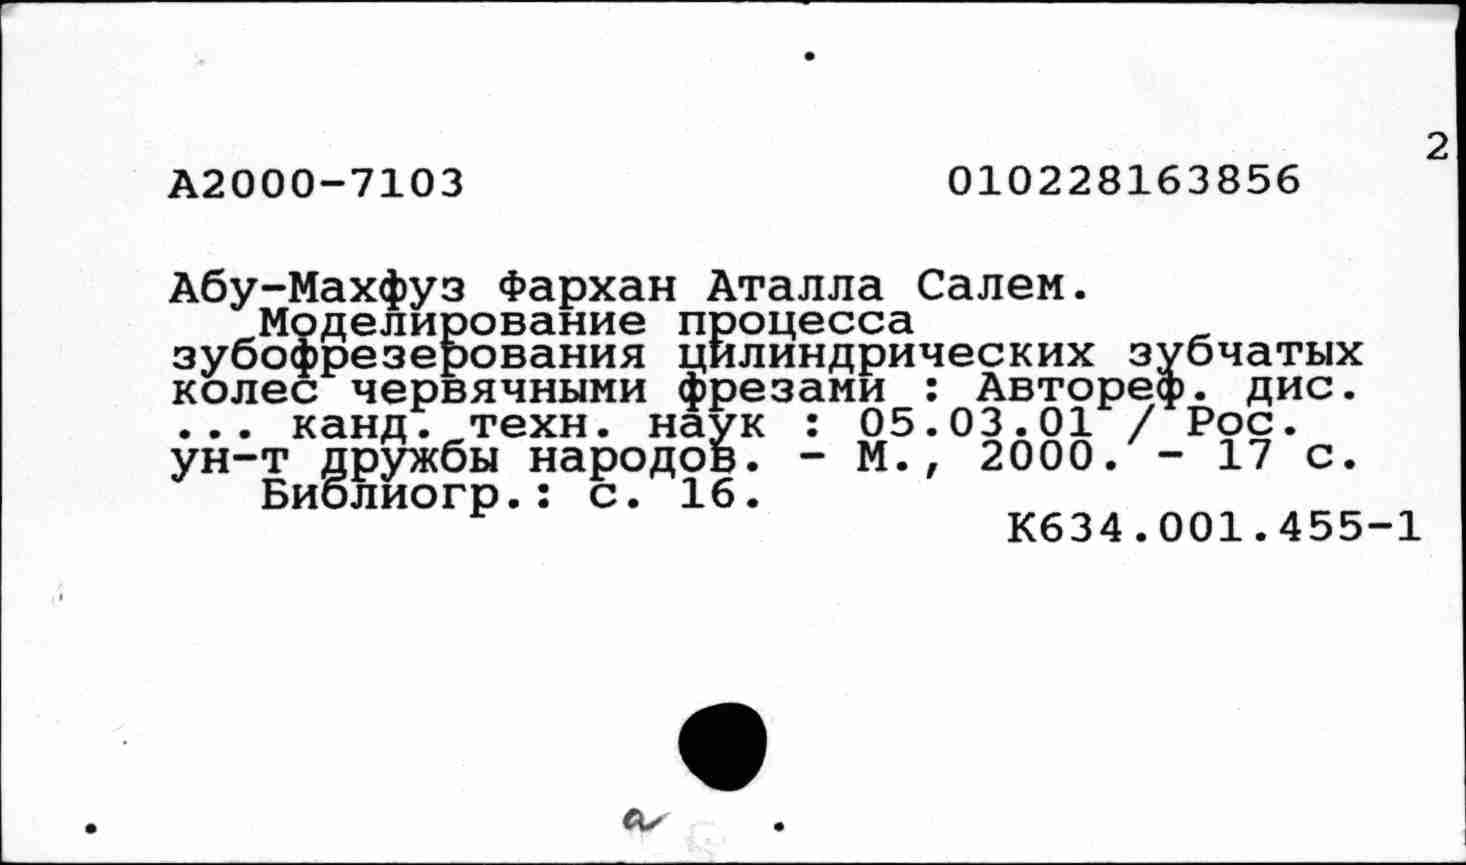 2
А2000-7103 010228163856
Абу-Махфуз Фархан Аталла Салем.
Моделирование процесса
зубофрезерования цилиндрических зубчатых
колес червячными фрезами : Автореф. дис.
... канд. техн. наук : 05.03.01 / Рос.
ун-т дружбы народов. - М., 2000. - 17 с.
Библиогр.: с. 16.
К634.001.455-1
а